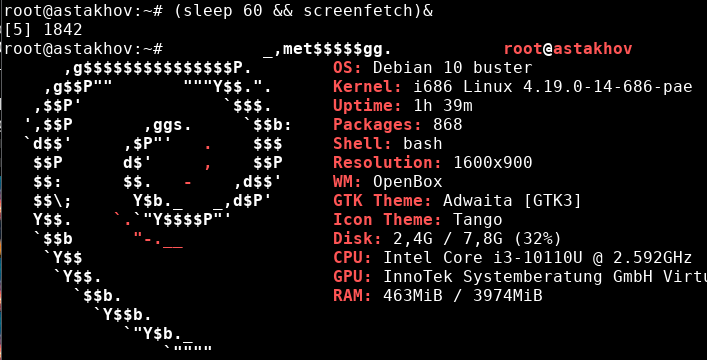 root@astakhov:~# (sleep 60 && screenfetch)&
[5] 1842
root@astakhov:~#          _,met$$$$$gg.           root@astakhov
      ,g$$$$$$$$$$$$$$$P.        OS: Debian 10 buster
    ,g$$P""       """Y$$.".      Kernel: i686 Linux 4.19.0-14-686-pae
   ,$$P'              `$$$.      Uptime: 1h 39m
  ',$$P       ,ggs.     `$$b:    Packages: 868
  `d$$'     ,$P"'   .    $$$     Shell: bash
   $$P      d$'     ,    $$P     Resolution: 1600x900
   $$:      $$.   -    ,d$$'     WM: OpenBox
   $$\;      Y$b._   _,d$P'      GTK Theme: Adwaita [GTK3]
   Y$$.    `.`"Y$$$$P"'          Icon Theme: Tango
   `$$b      "-.__               Disk: 2,4G / 7,8G (32%)
    `Y$$                         CPU: Intel Core i3-10110U @ 2.592GHz
     `Y$$.                       GPU: InnoTek Systemberatung GmbH Virtu
       `$$b.                     RAM: 463MiB / 3974MiB
         `Y$$b.
            `"Y$b._
                `""""